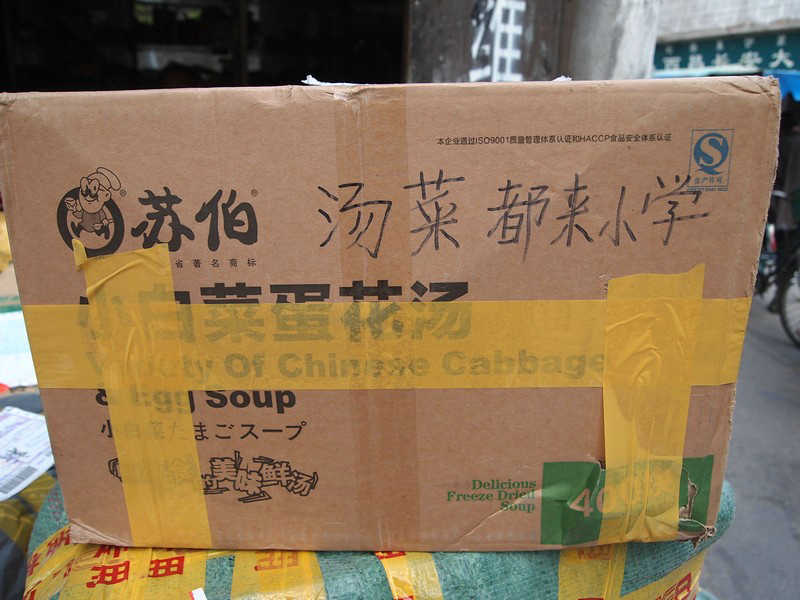 本企业通过ISO9001质量管理体系认证和HACCP食品安全体系认证
苏伯
省著名商标
汤菜 都来小学
小白菜蛋花汤
Variety Of Chinese Cabbage
& Egg Soup
小白菜たまごスープ
美味鲜汤
Delicious
Freeze Dried
Soup
40